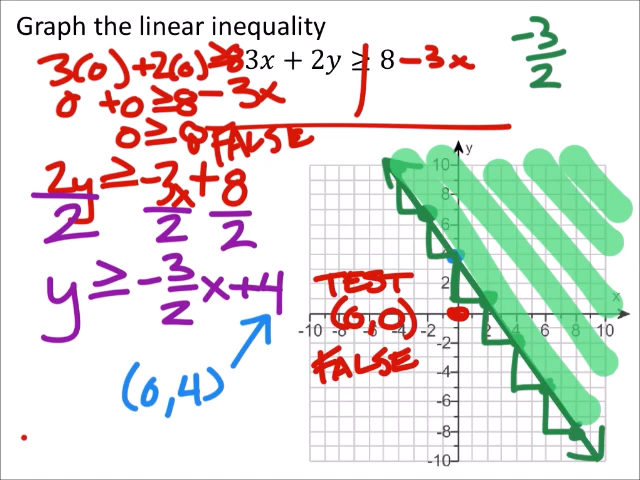 Graph the linear inequality
3x + 2y ≥ 8 - 3x
3(0) + 2(0) ≥ 8
0 + 0 ≥ 8 - 3x
0 ≥ 8 FALSE
2y ≥ -3x + 8
2 2 2
y ≥ -3/2 x + 4
(0,4)
-3/2
TEST
(0,0)
FALSE
y
x
10
8
6
4
2
-2
-4
-6
-8
-10
-10 -8 -6 -4 -2 0 2 4 6 8 10